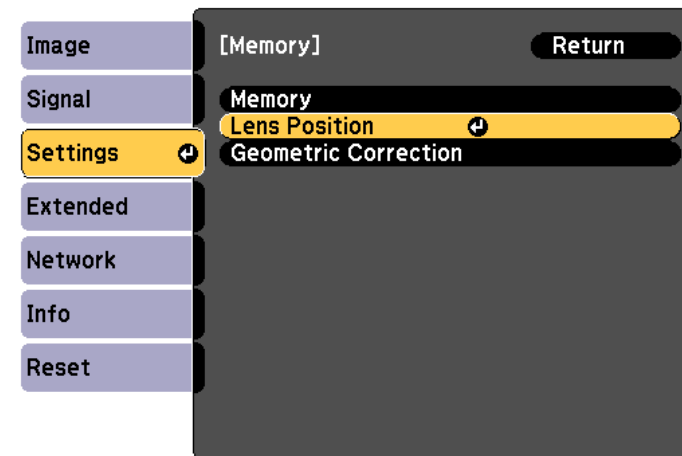 Image
Signal
Settings
Extended
Network
Info
Reset
[Memory]
Return
Memory
Lens Position
Geometric Correction